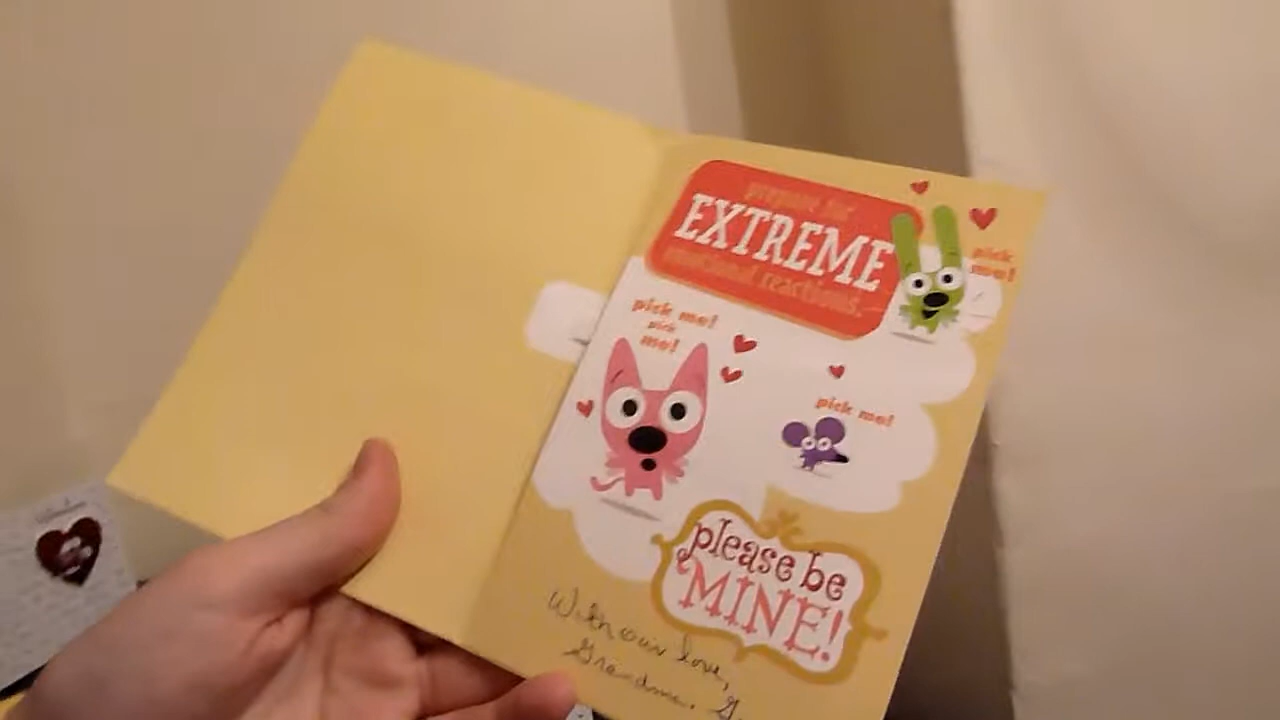 prepare for
EXTREME
emotional reactions.
pick
me!
pick me!
pick
me!
pick me!
please be
MINE!
With our love,
Grandma,